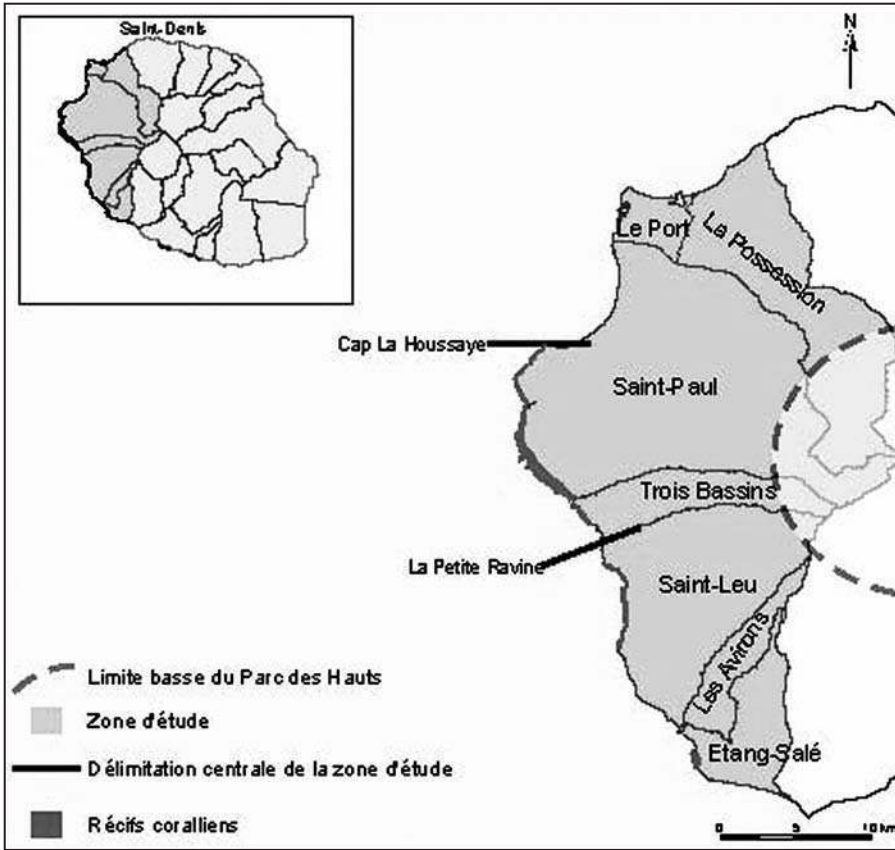 Saint-Denis
N
Le Port
La Possession
Cap La Houssaye
Saint-Paul
Trois Bassins
La Petite Ravine
Saint-Leu
Les Avirons
Etang-Salé
Limite basse du Parc des Hauts
Zone d'étude
Délimitation centrale de la zone d'étude
Récifs coralliens
0 5 10 km